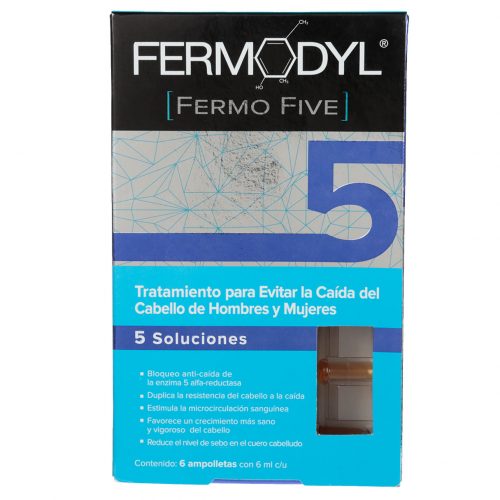 FERMODYL®
CH₃
HO
CH₃
[FERMO FIVE]
5
Tratamiento para Evitar la Caída del
Cabello de Hombres y Mujeres
5 Soluciones
• Bloqueo anti-caída de
la enzima 5 alfa-reductasa
• Duplica la resistencia del cabello a la caída
• Estimula la microcirculación sanguínea
• Favorece un crecimiento más sano
y vigoroso del cabello
• Reduce el nivel de sebo en el cuero cabelludo
Contenido: 6 ampolletas con 6 ml c/u